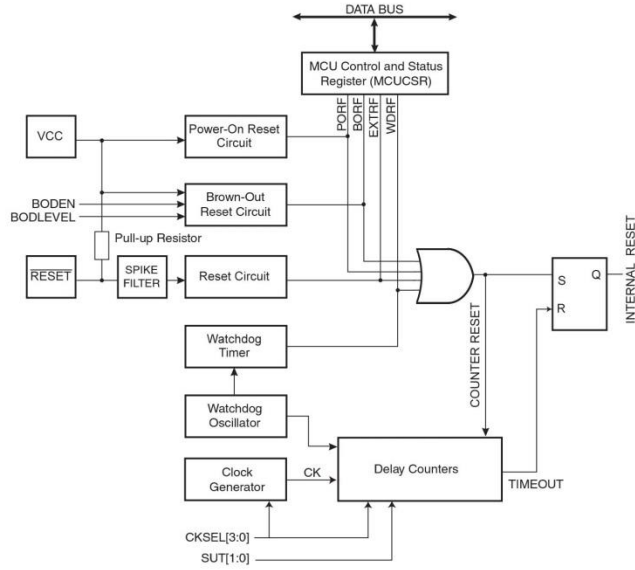 DATA BUS
MCU Control and Status
Register (MCUCSR)
PORF
BORF
EXTRF
WDRF
VCC
Power-On Reset
Circuit
BODEN
BODLEVEL
Brown-Out
Reset Circuit
Pull-up Resistor
RESET
SPIKE
FILTER
Reset Circuit
S
Q
R
INTERNAL RESET
COUNTER RESET
Watchdog
Timer
Watchdog
Oscillator
Clock
Generator
CK
Delay Counters
TIMEOUT
CKSEL[3:0]
SUT[1:0]